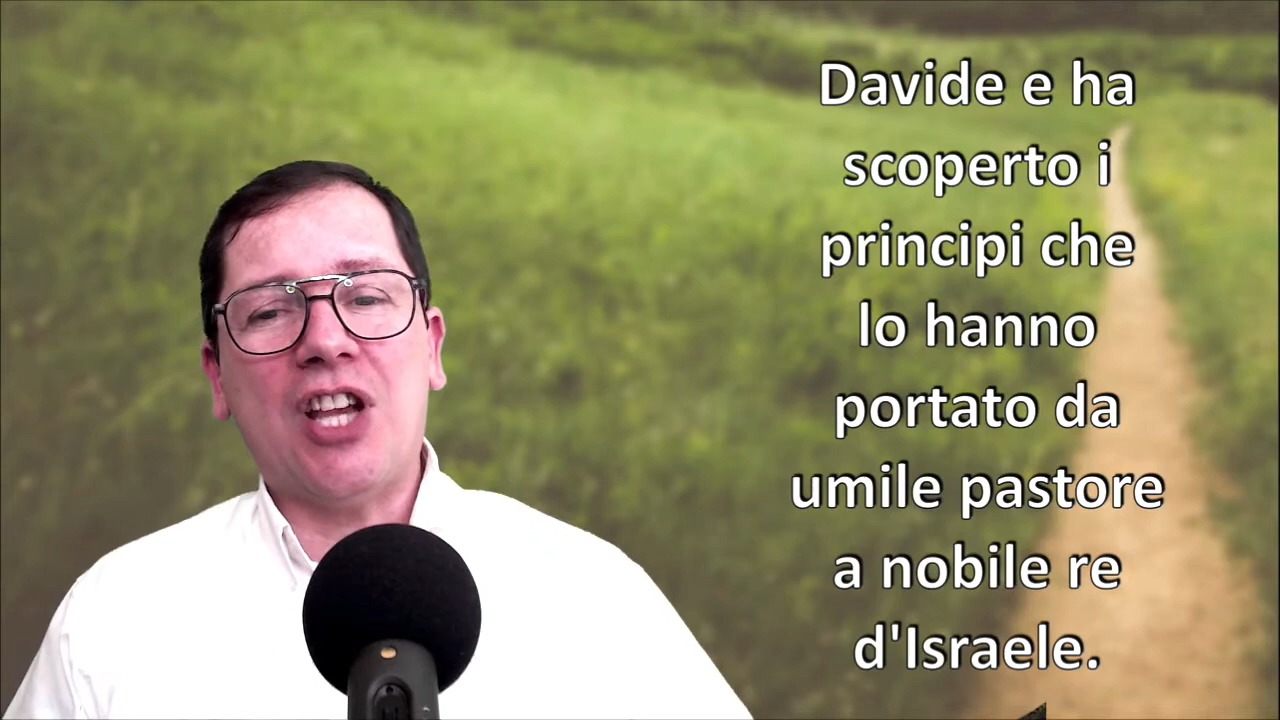 Davide e ha
scoperto i
principi che
lo hanno
portato da
umile pastore
a nobile re
d'Israele.